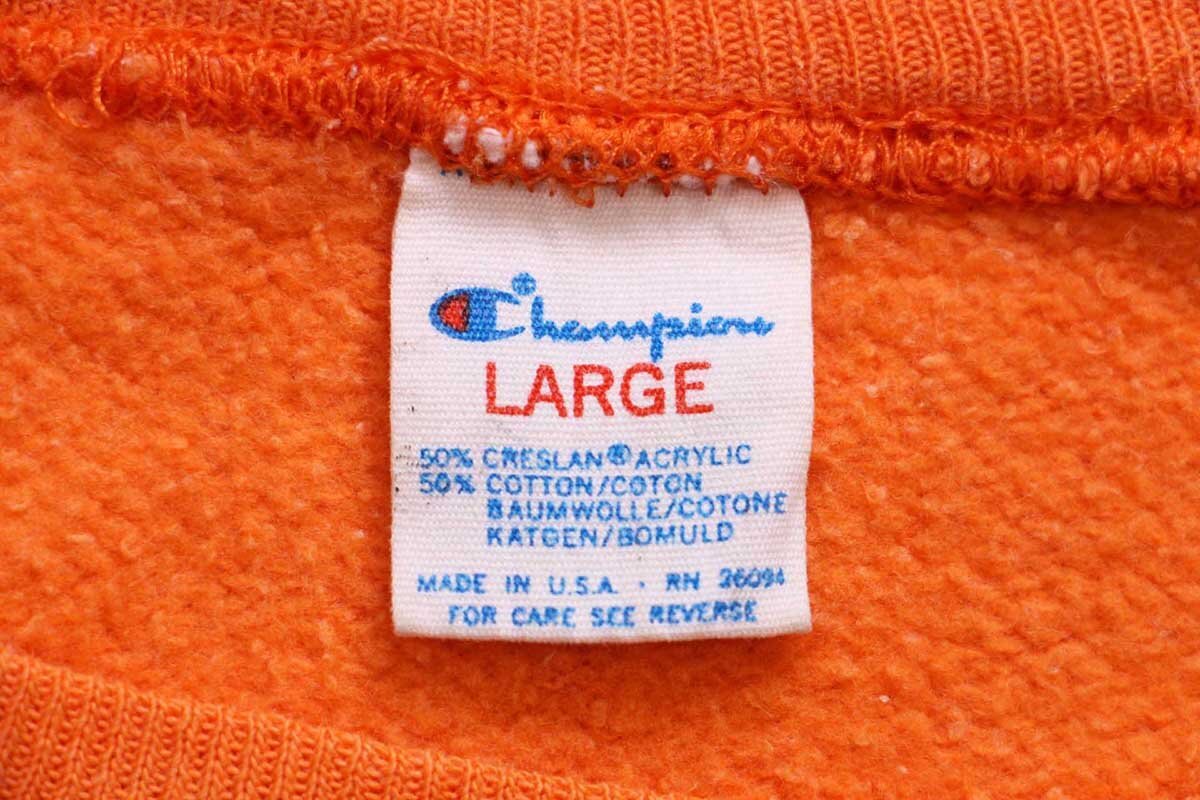 Champion®
LARGE
50% CRESLAN® ACRYLIC
50% COTTON/COTON
BAUMWOLLE/COTONE
KATOEN/BOMULD
MADE IN U.S.A. · RN 26094
FOR CARE SEE REVERSE